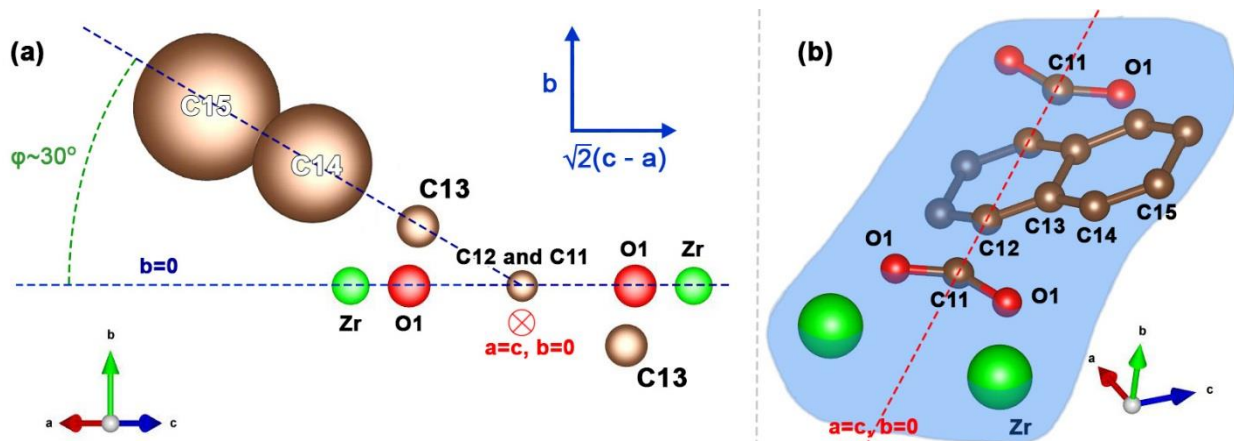 (a)
C15
C14
φ~30°
C13
b
√2(c - a)
C12 and C11
b=0
O1
Zr
Zr
O1
a=c, b=0
C13
b
a
c
(b)
C11
O1
C15
C13
C14
C12
O1
C11
O1
Zr
a=c, b=0
a
b
c